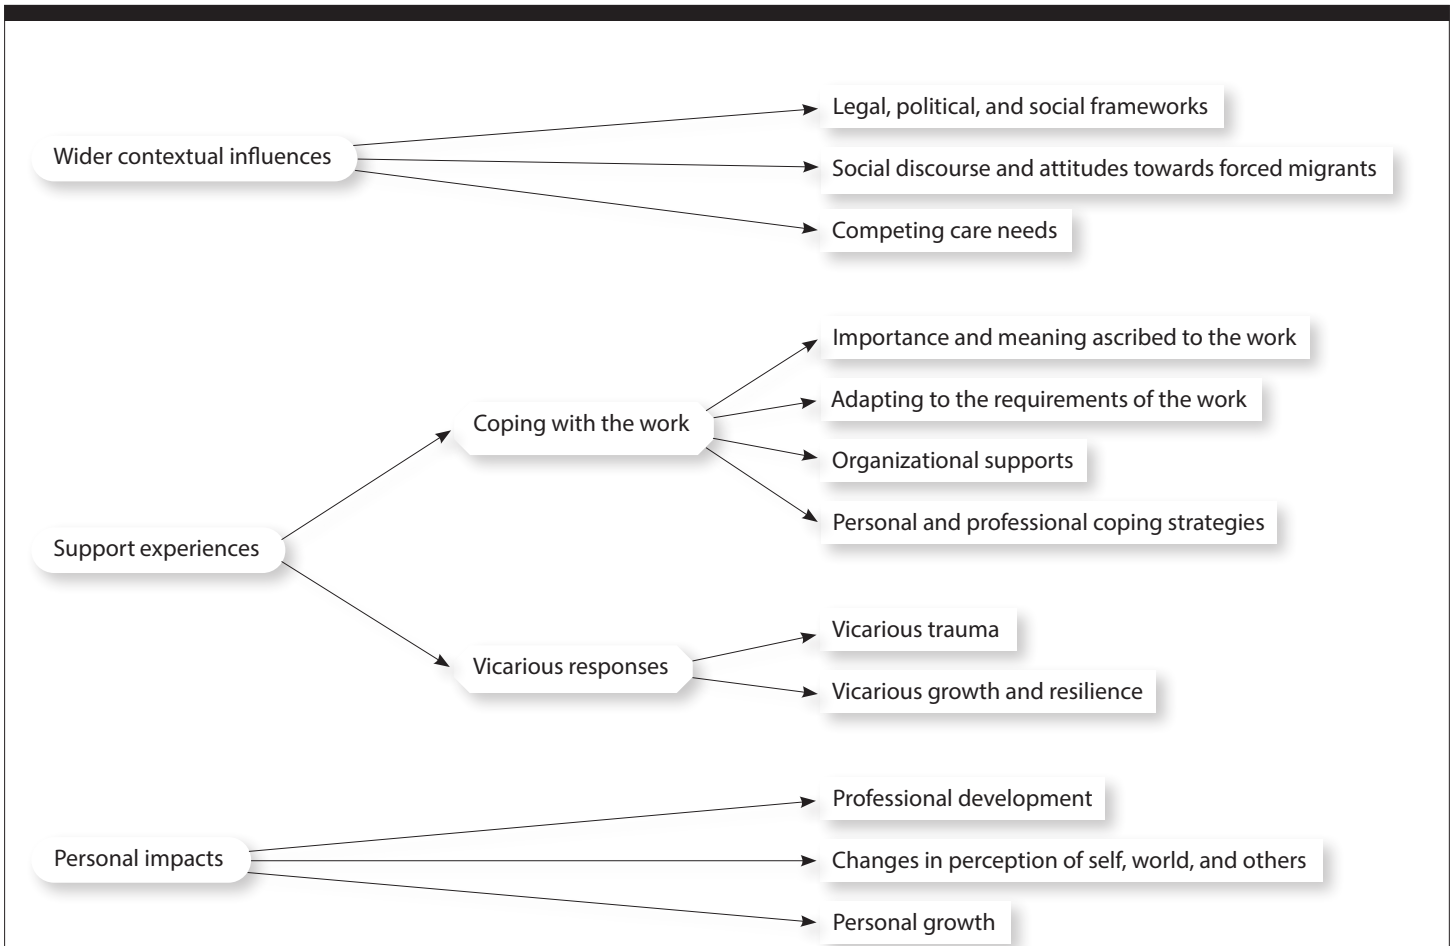 Wider contextual influences
Legal, political, and social frameworks
Social discourse and attitudes towards forced migrants
Competing care needs
Support experiences
Coping with the work
Importance and meaning ascribed to the work
Adapting to the requirements of the work
Organizational supports
Personal and professional coping strategies
Vicarious responses
Vicarious trauma
Vicarious growth and resilience
Personal impacts
Professional development
Changes in perception of self, world, and others
Personal growth